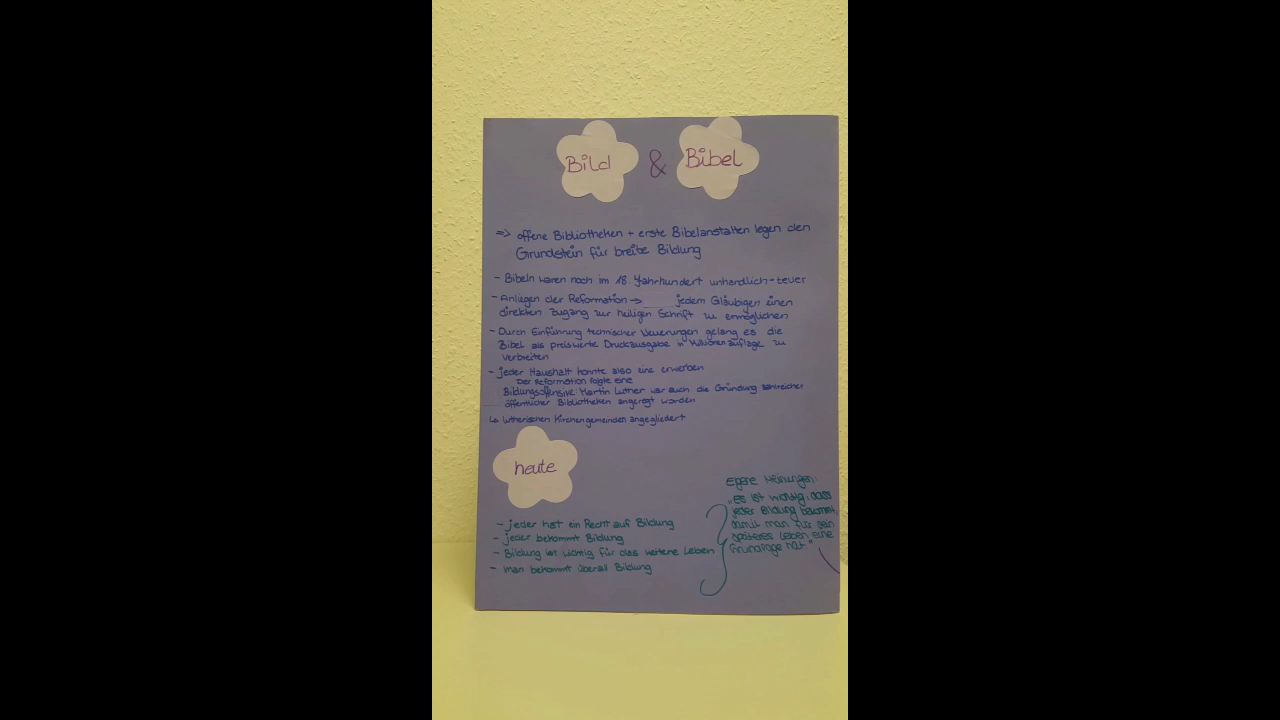 Bild & Bibel
=> offene Bibliotheken + erste Bibelanstalten legen den
Grundstein für breite Bildung
- Bibeln waren noch im 18 Jahrhundert unhandlich-teuer
- Anliegen der Reformation → jedem Gläubigen einen
direkten Zugang zur heiligen Schrift zu ermöglichen
- Durch Einführung technischer Neuerungen gelang es die
Bibel als preiswerte Druckausgabe in Millionenauflage zu
verbreiten
- jeder Haushalt konnte also eine erwerben
Der Reformation folgte eine
Bildungsoffensive Martin Luther war auch die Gründung zahlreicher
öffentlicher Bibliotheken angeregt worden
↳ lutherischen Kirchengemeinden angegliedert
heute
- jeder hat ein Recht auf Bildung
- jeder bekommt Bildung
- Bildung ist wichtig für das weitere Leben
- man bekommt überall Bildung
Eigene Meinungen:
„Es ist wichtig, dass
jeder Bildung bekommt,
damit man für sein
späteres Leben eine
Grundlage hat"